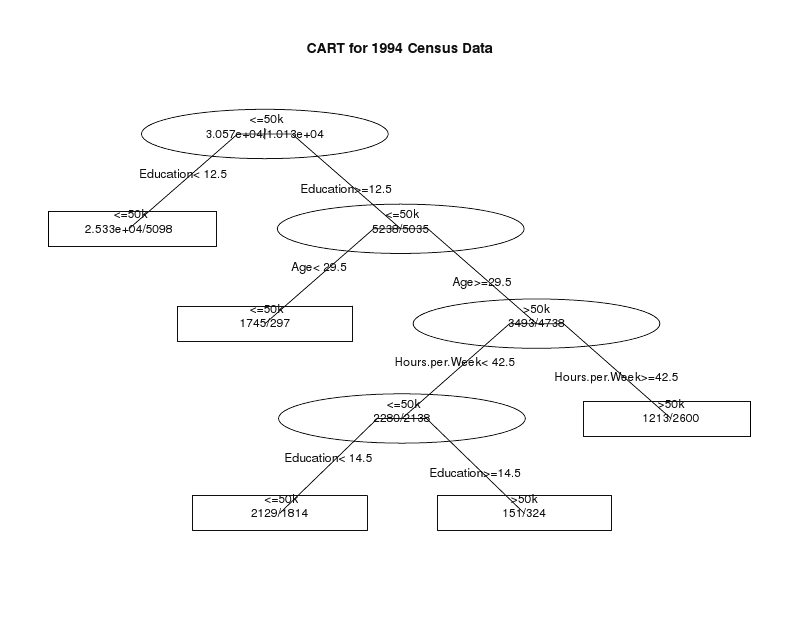 CART for 1994 Census Data
<=50k
3.057e+04/1.013e+04
Education< 12.5
Education>=12.5
<=50k
2.533e+04/5098
<=50k
5238/5035
Age< 29.5
Age>=29.5
<=50k
1745/297
>50k
3493/4738
Hours.per.Week< 42.5
Hours.per.Week>=42.5
<=50k
2280/2138
>50k
1213/2600
Education< 14.5
Education>=14.5
<=50k
2129/1814
>50k
151/324